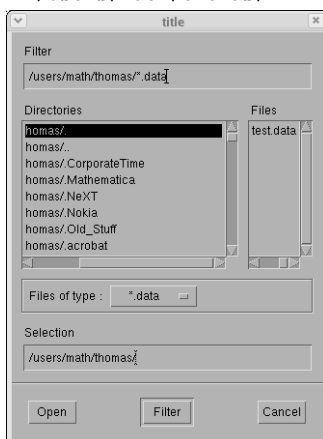 title
Filter
/users/math/thomas/*.data
Directories
Files
homas/.
homas/..
homas/.CorporateTime
homas/.Mathematica
homas/.NeXT
homas/.Nokia
homas/.Old_Stuff
homas/.acrobat
test.data
Files of type :
*.data
Selection
/users/math/thomas/
Open
Filter
Cancel